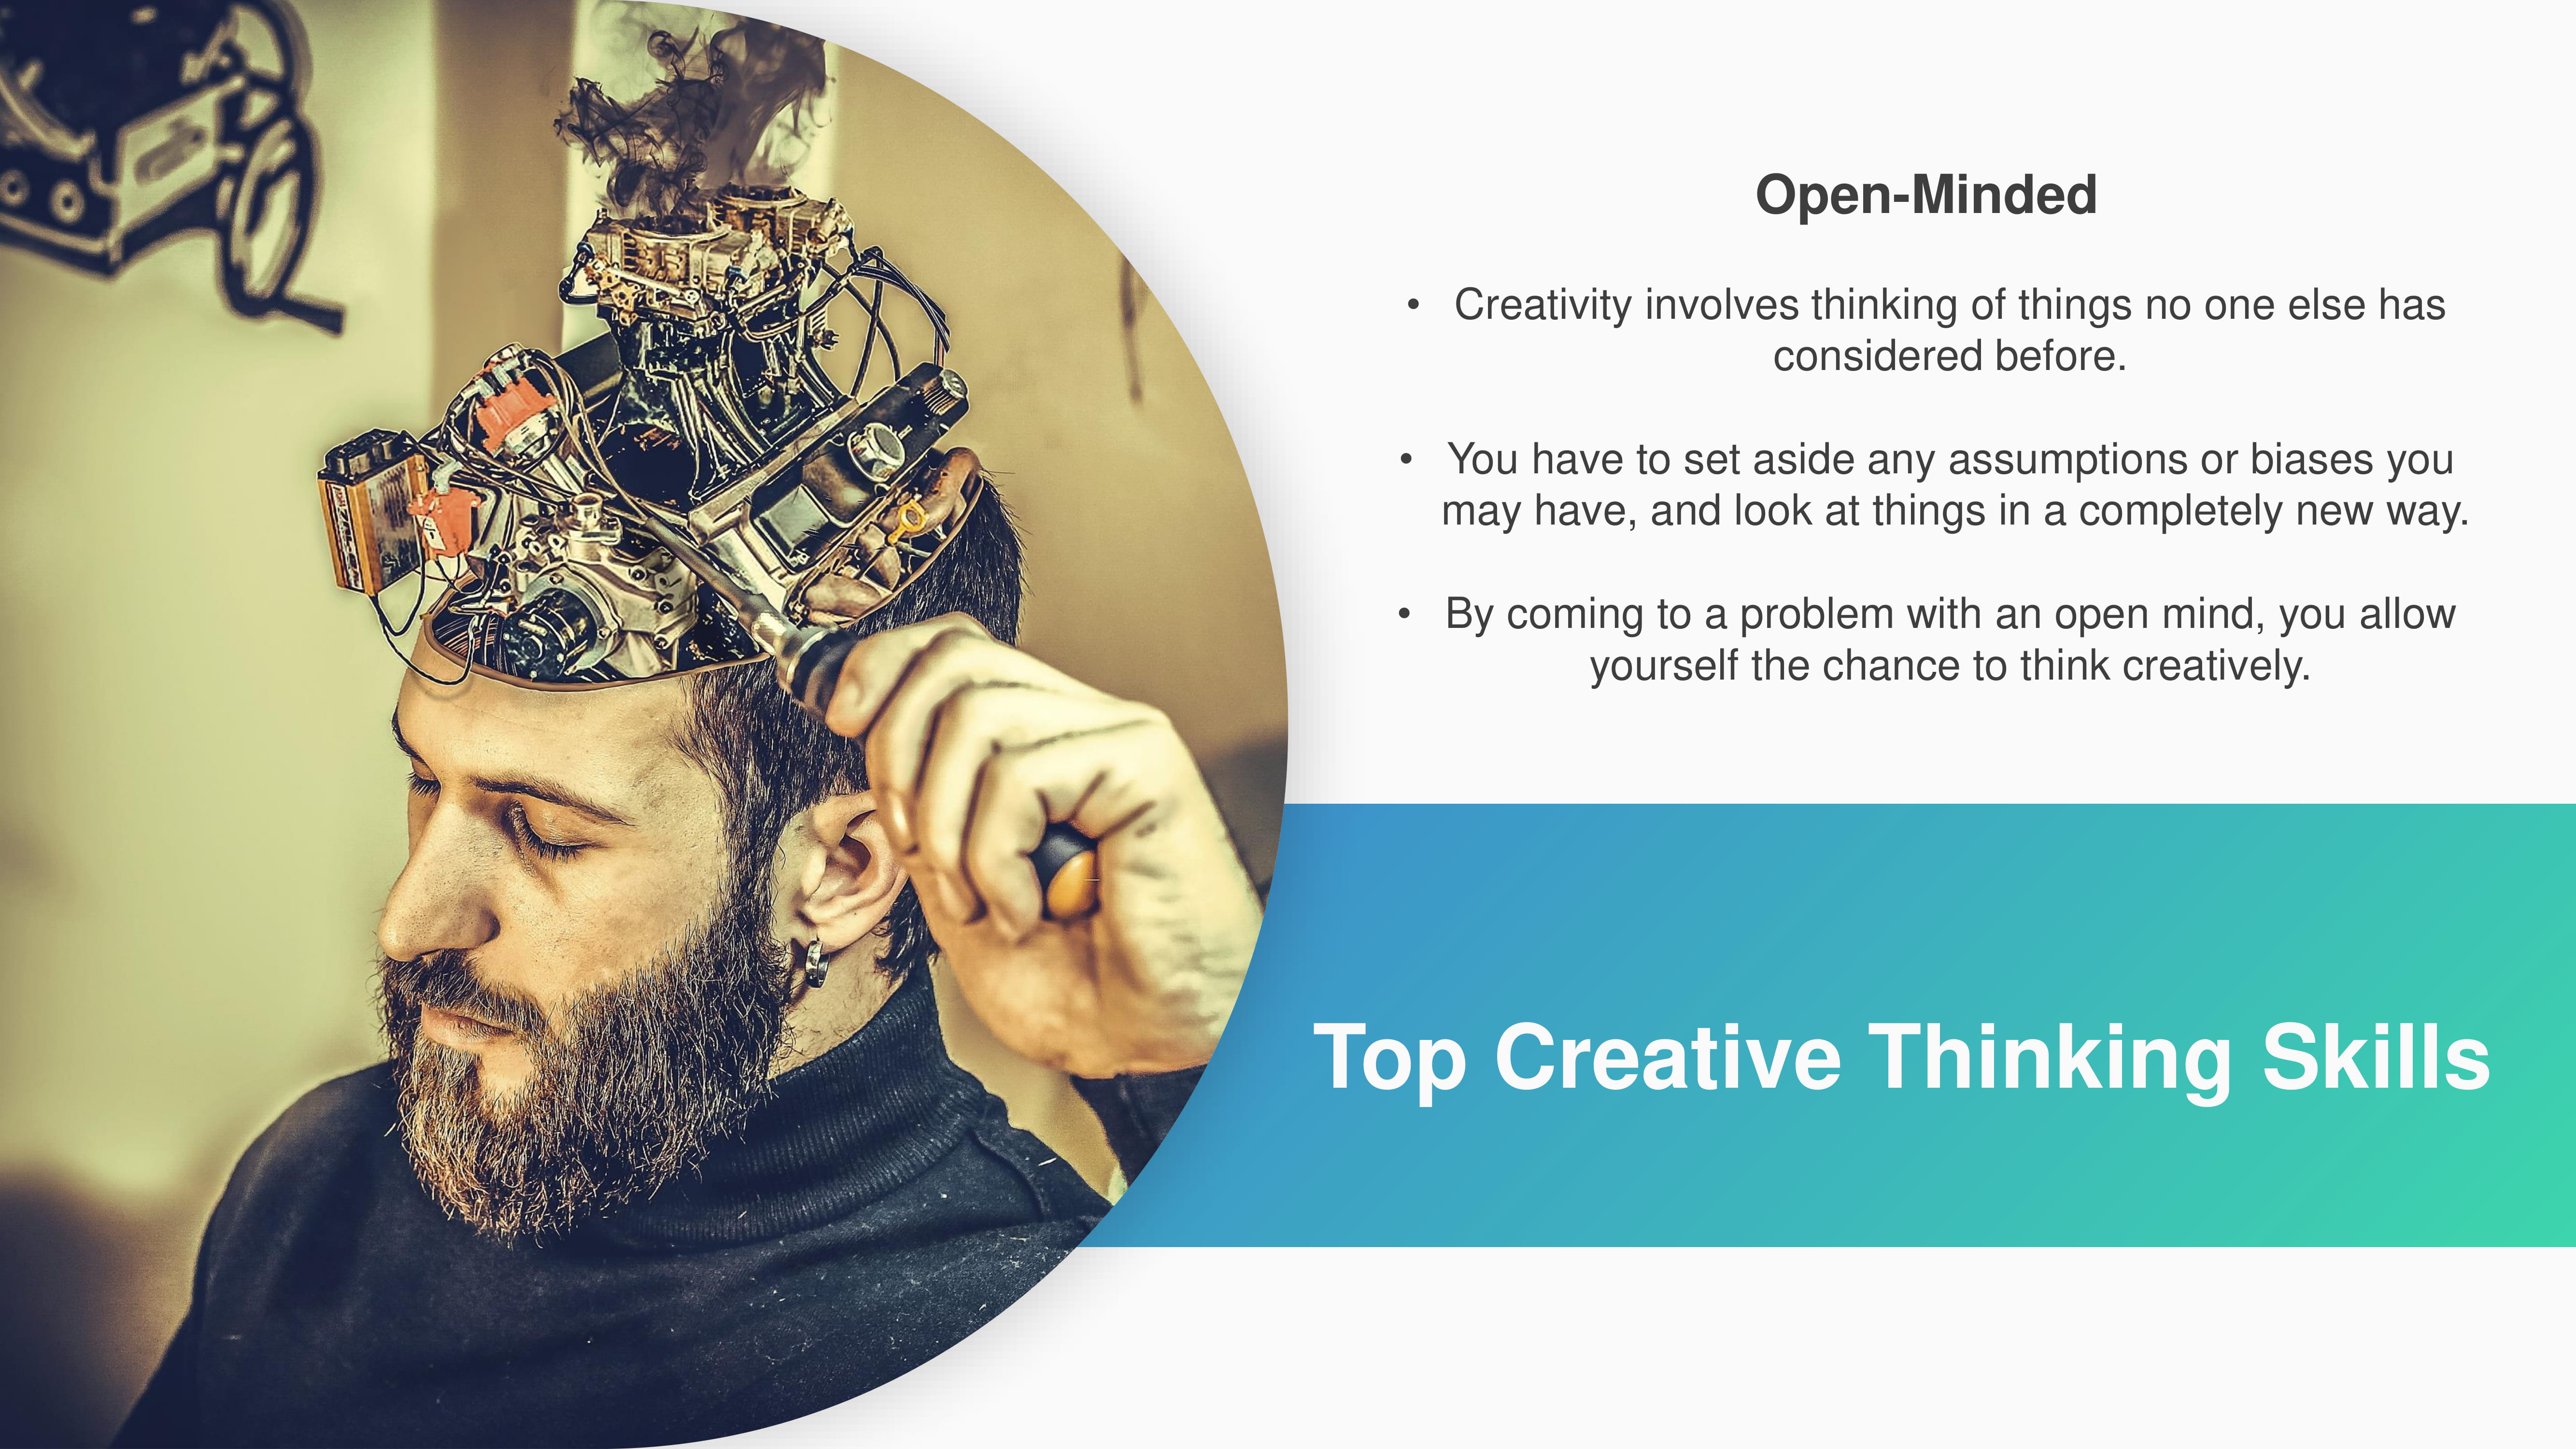 Open-Minded
• Creativity involves thinking of things no one else has
considered before.
• You have to set aside any assumptions or biases you
may have, and look at things in a completely new way.
• By coming to a problem with an open mind, you allow
yourself the chance to think creatively.
Top Creative Thinking Skills